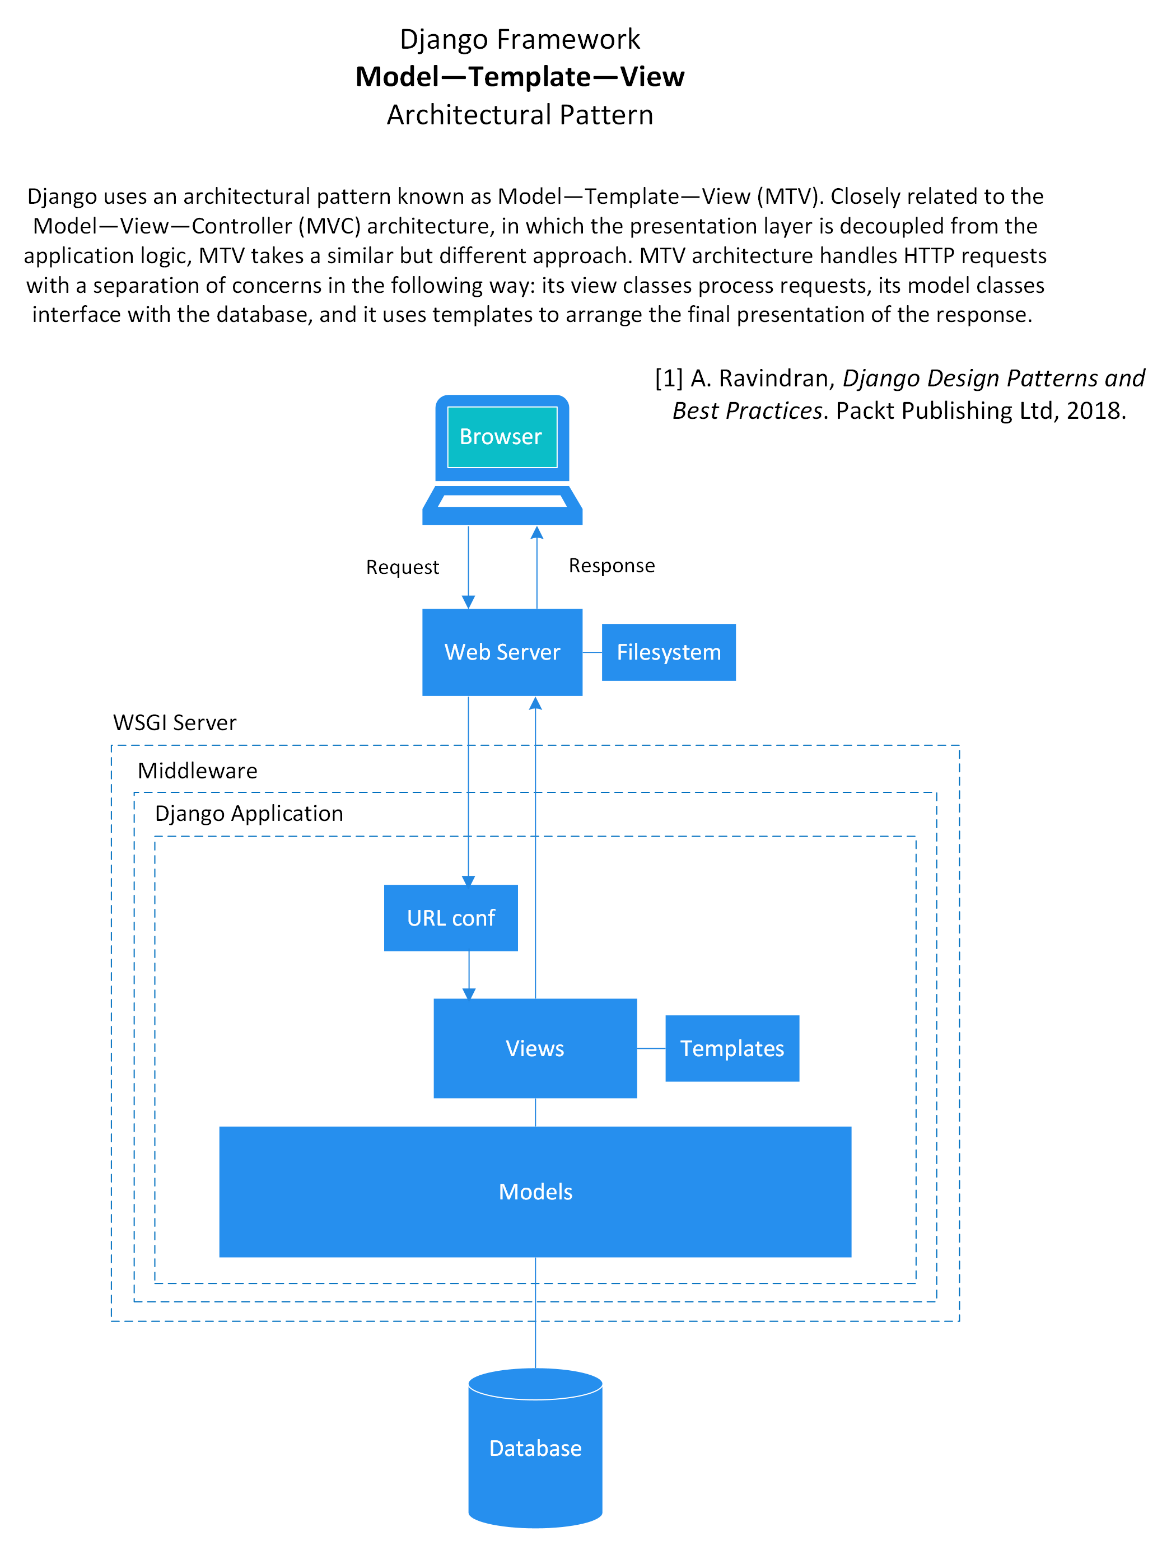 Django Framework
Model—Template—View
Architectural Pattern
Django uses an architectural pattern known as Model—Template—View (MTV). Closely related to the
Model—View—Controller (MVC) architecture, in which the presentation layer is decoupled from the
application logic, MTV takes a similar but different approach. MTV architecture handles HTTP requests
with a separation of concerns in the following way: its view classes process requests, its model classes
interface with the database, and it uses templates to arrange the final presentation of the response.
[1] A. Ravindran, Django Design Patterns and
Best Practices. Packt Publishing Ltd, 2018.
Browser
Request
Response
Web Server
Filesystem
WSGI Server
Middleware
Django Application
URL conf
Views
Templates
Models
Database